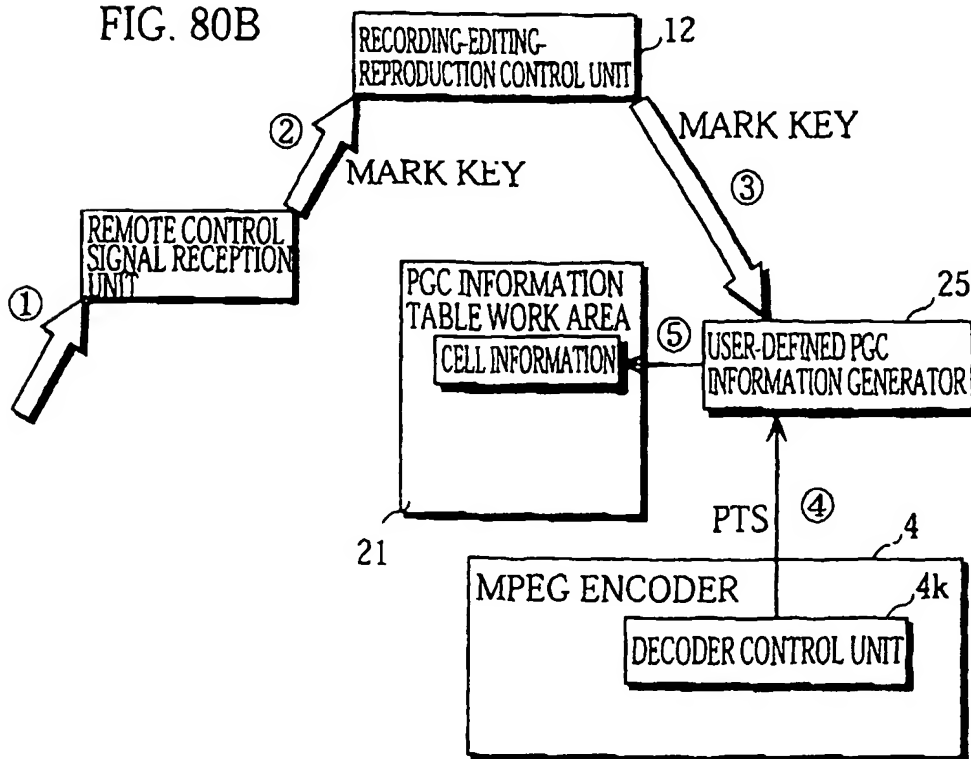 FIG. 80B
RECORDING-EDITING-
REPRODUCTION CONTROL UNIT
12
②
MARK KEY
MARK KEY
③
REMOTE CONTROL
SIGNAL RECEPTION
UNIT
①
PGC INFORMATION
TABLE WORK AREA
CELL INFORMATION
⑤
25
USER-DEFINED PGC
INFORMATION GENERATOR
21
PTS
④
4
MPEG ENCODER
4k
DECODER CONTROL UNIT